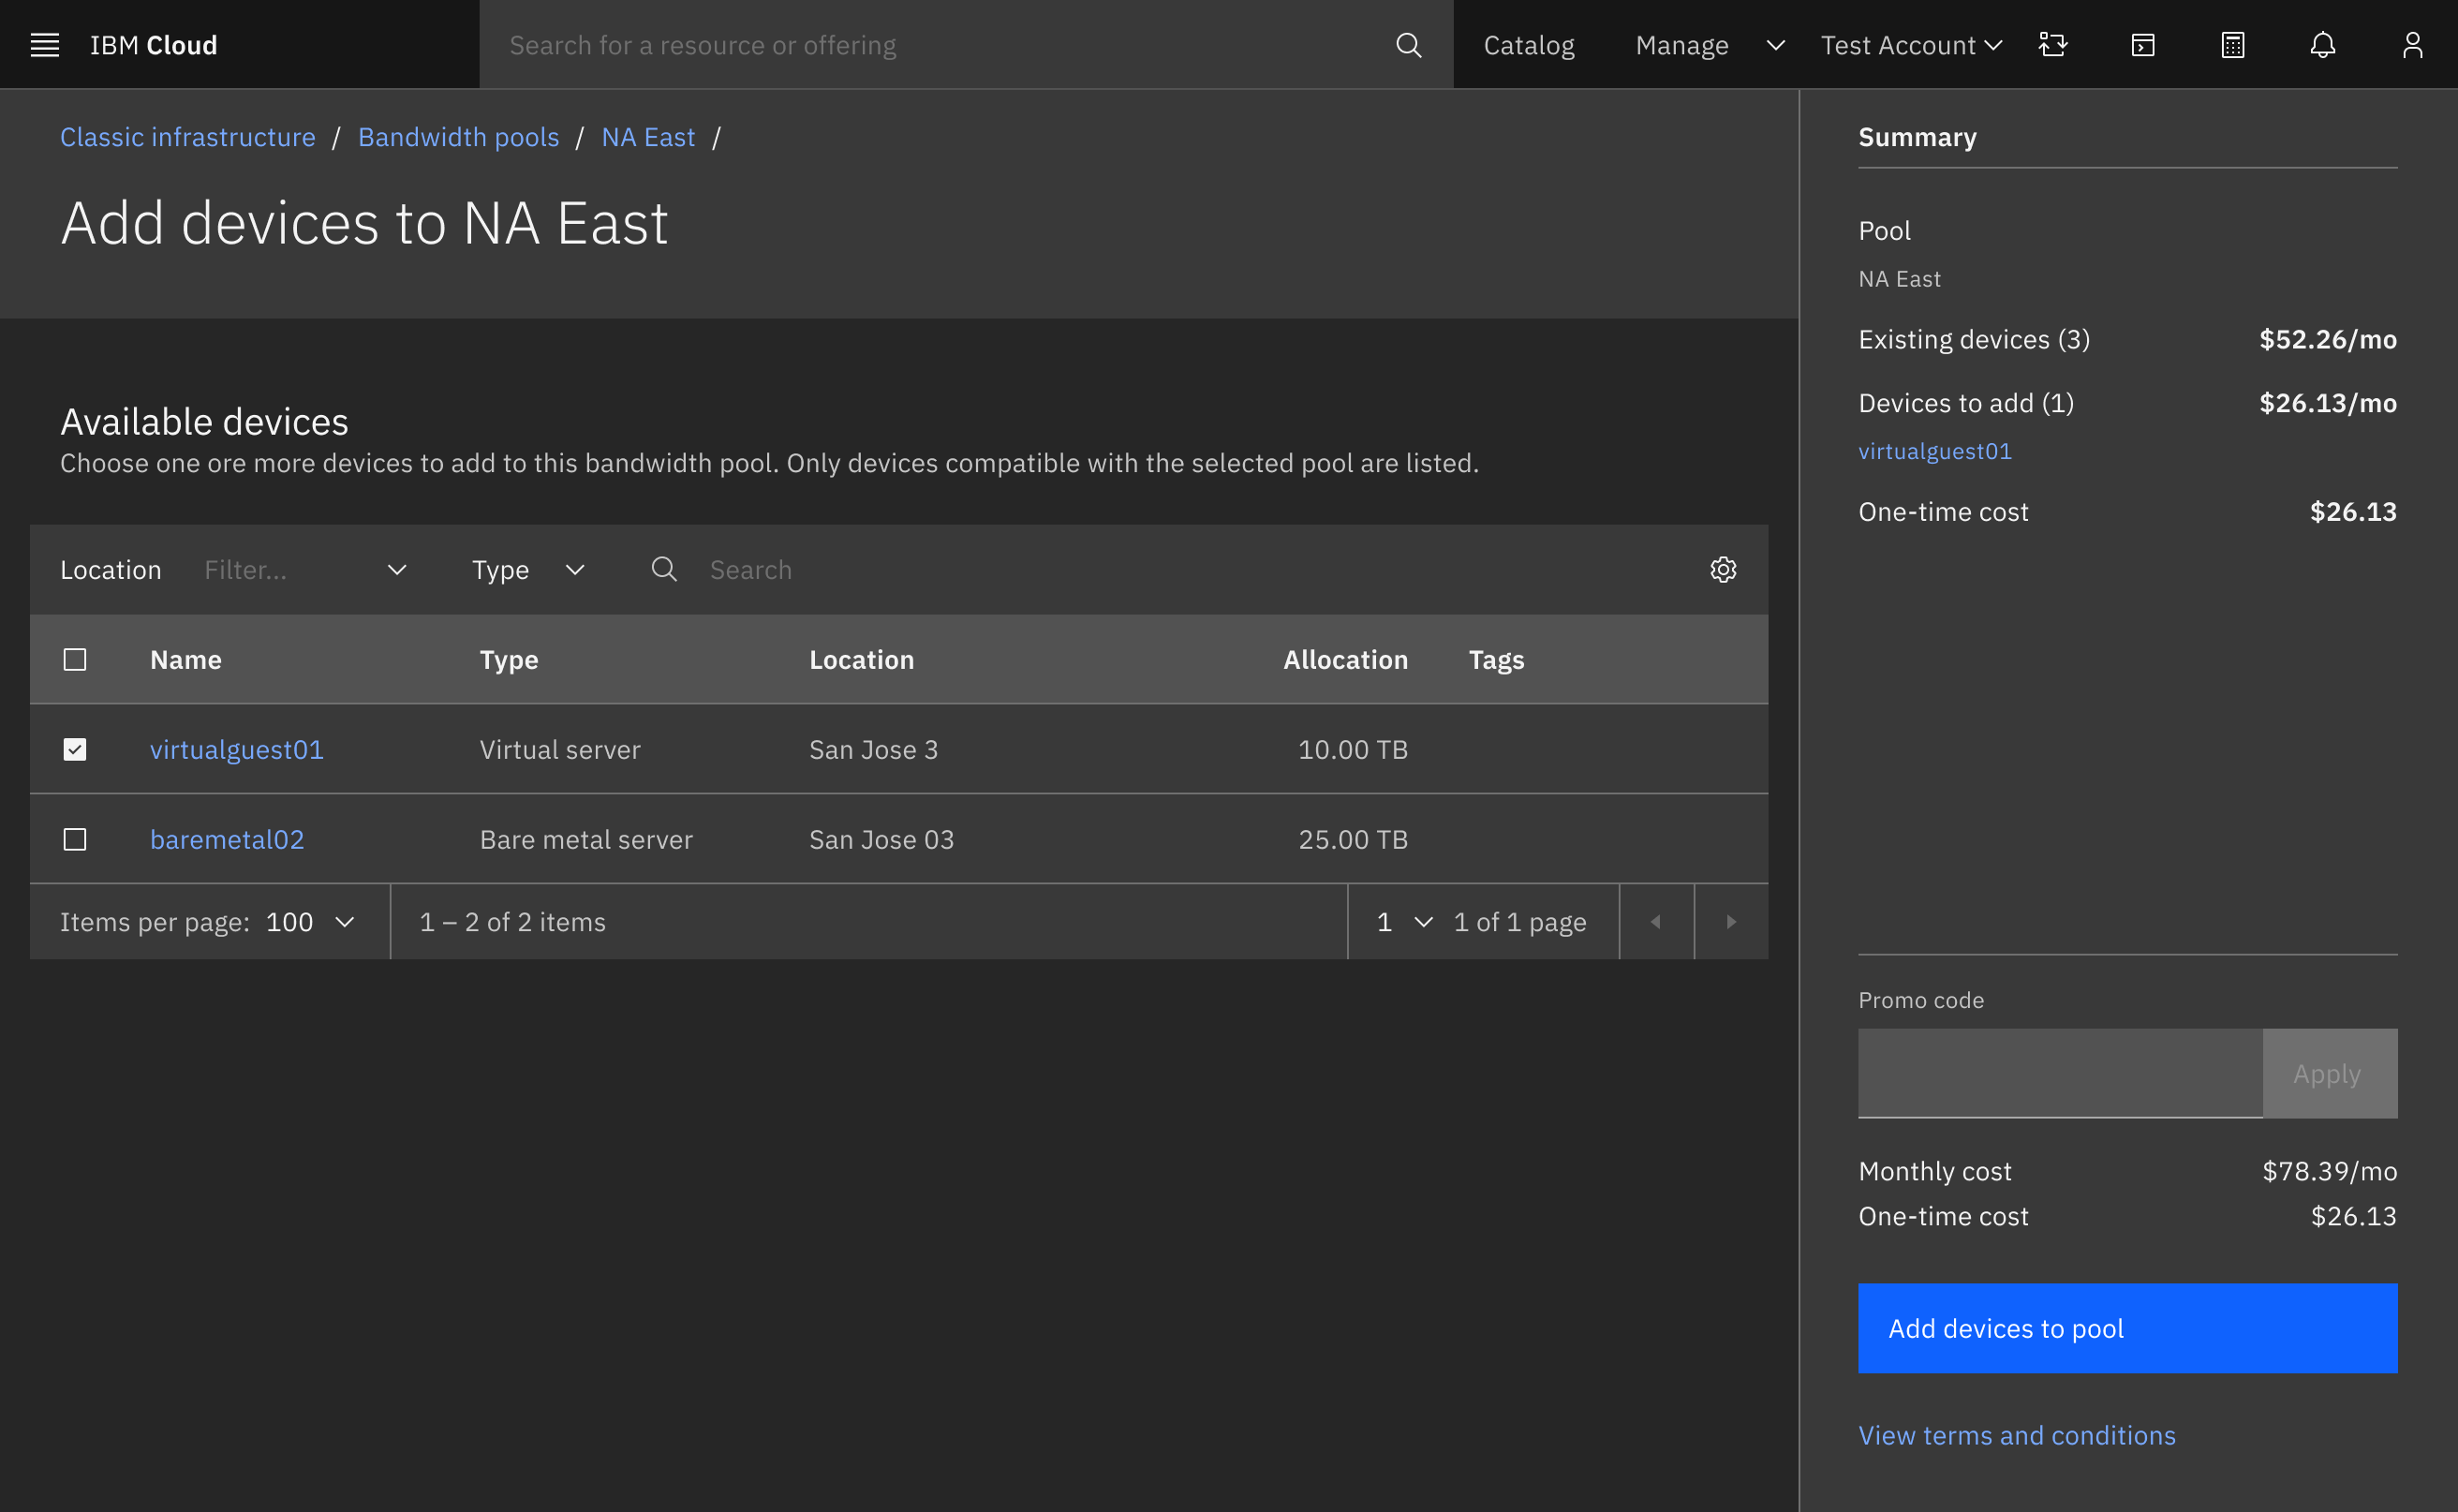 IBM Cloud
Search for a resource or offering
Catalog
Manage
Test Account
Classic infrastructure / Bandwidth pools / NA East /
Add devices to NA East
Available devices
Choose one ore more devices to add to this bandwidth pool. Only devices compatible with the selected pool are listed.
Location Filter... Type Search
Name Type Location Allocation Tags
virtualguest01 Virtual server San Jose 3 10.00 TB
baremetal02 Bare metal server San Jose 03 25.00 TB
Items per page: 100 1 – 2 of 2 items 1 1 of 1 page
Summary
Pool
NA East
Existing devices (3) $52.26/mo
Devices to add (1) $26.13/mo
virtualguest01
One-time cost $26.13
Promo code
Apply
Monthly cost $78.39/mo
One-time cost $26.13
Add devices to pool
View terms and conditions